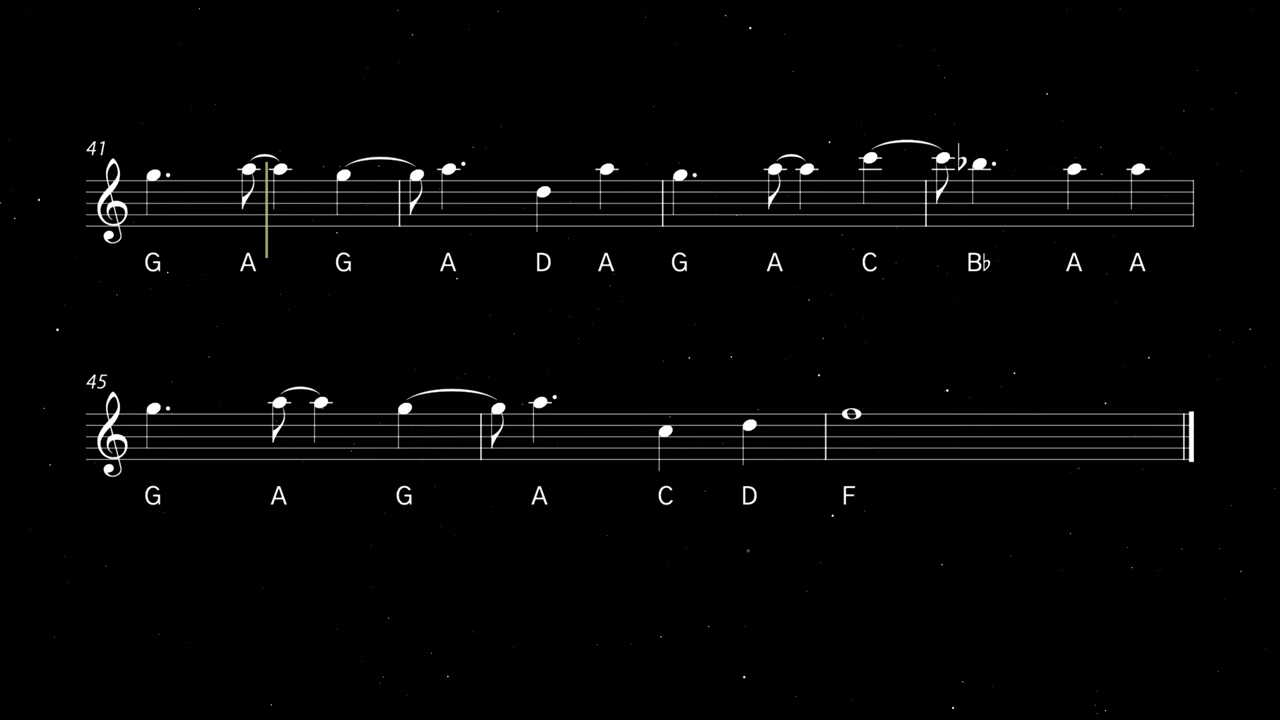 41
G A G A D A G A C B♭ A A
45
G A G A C D F